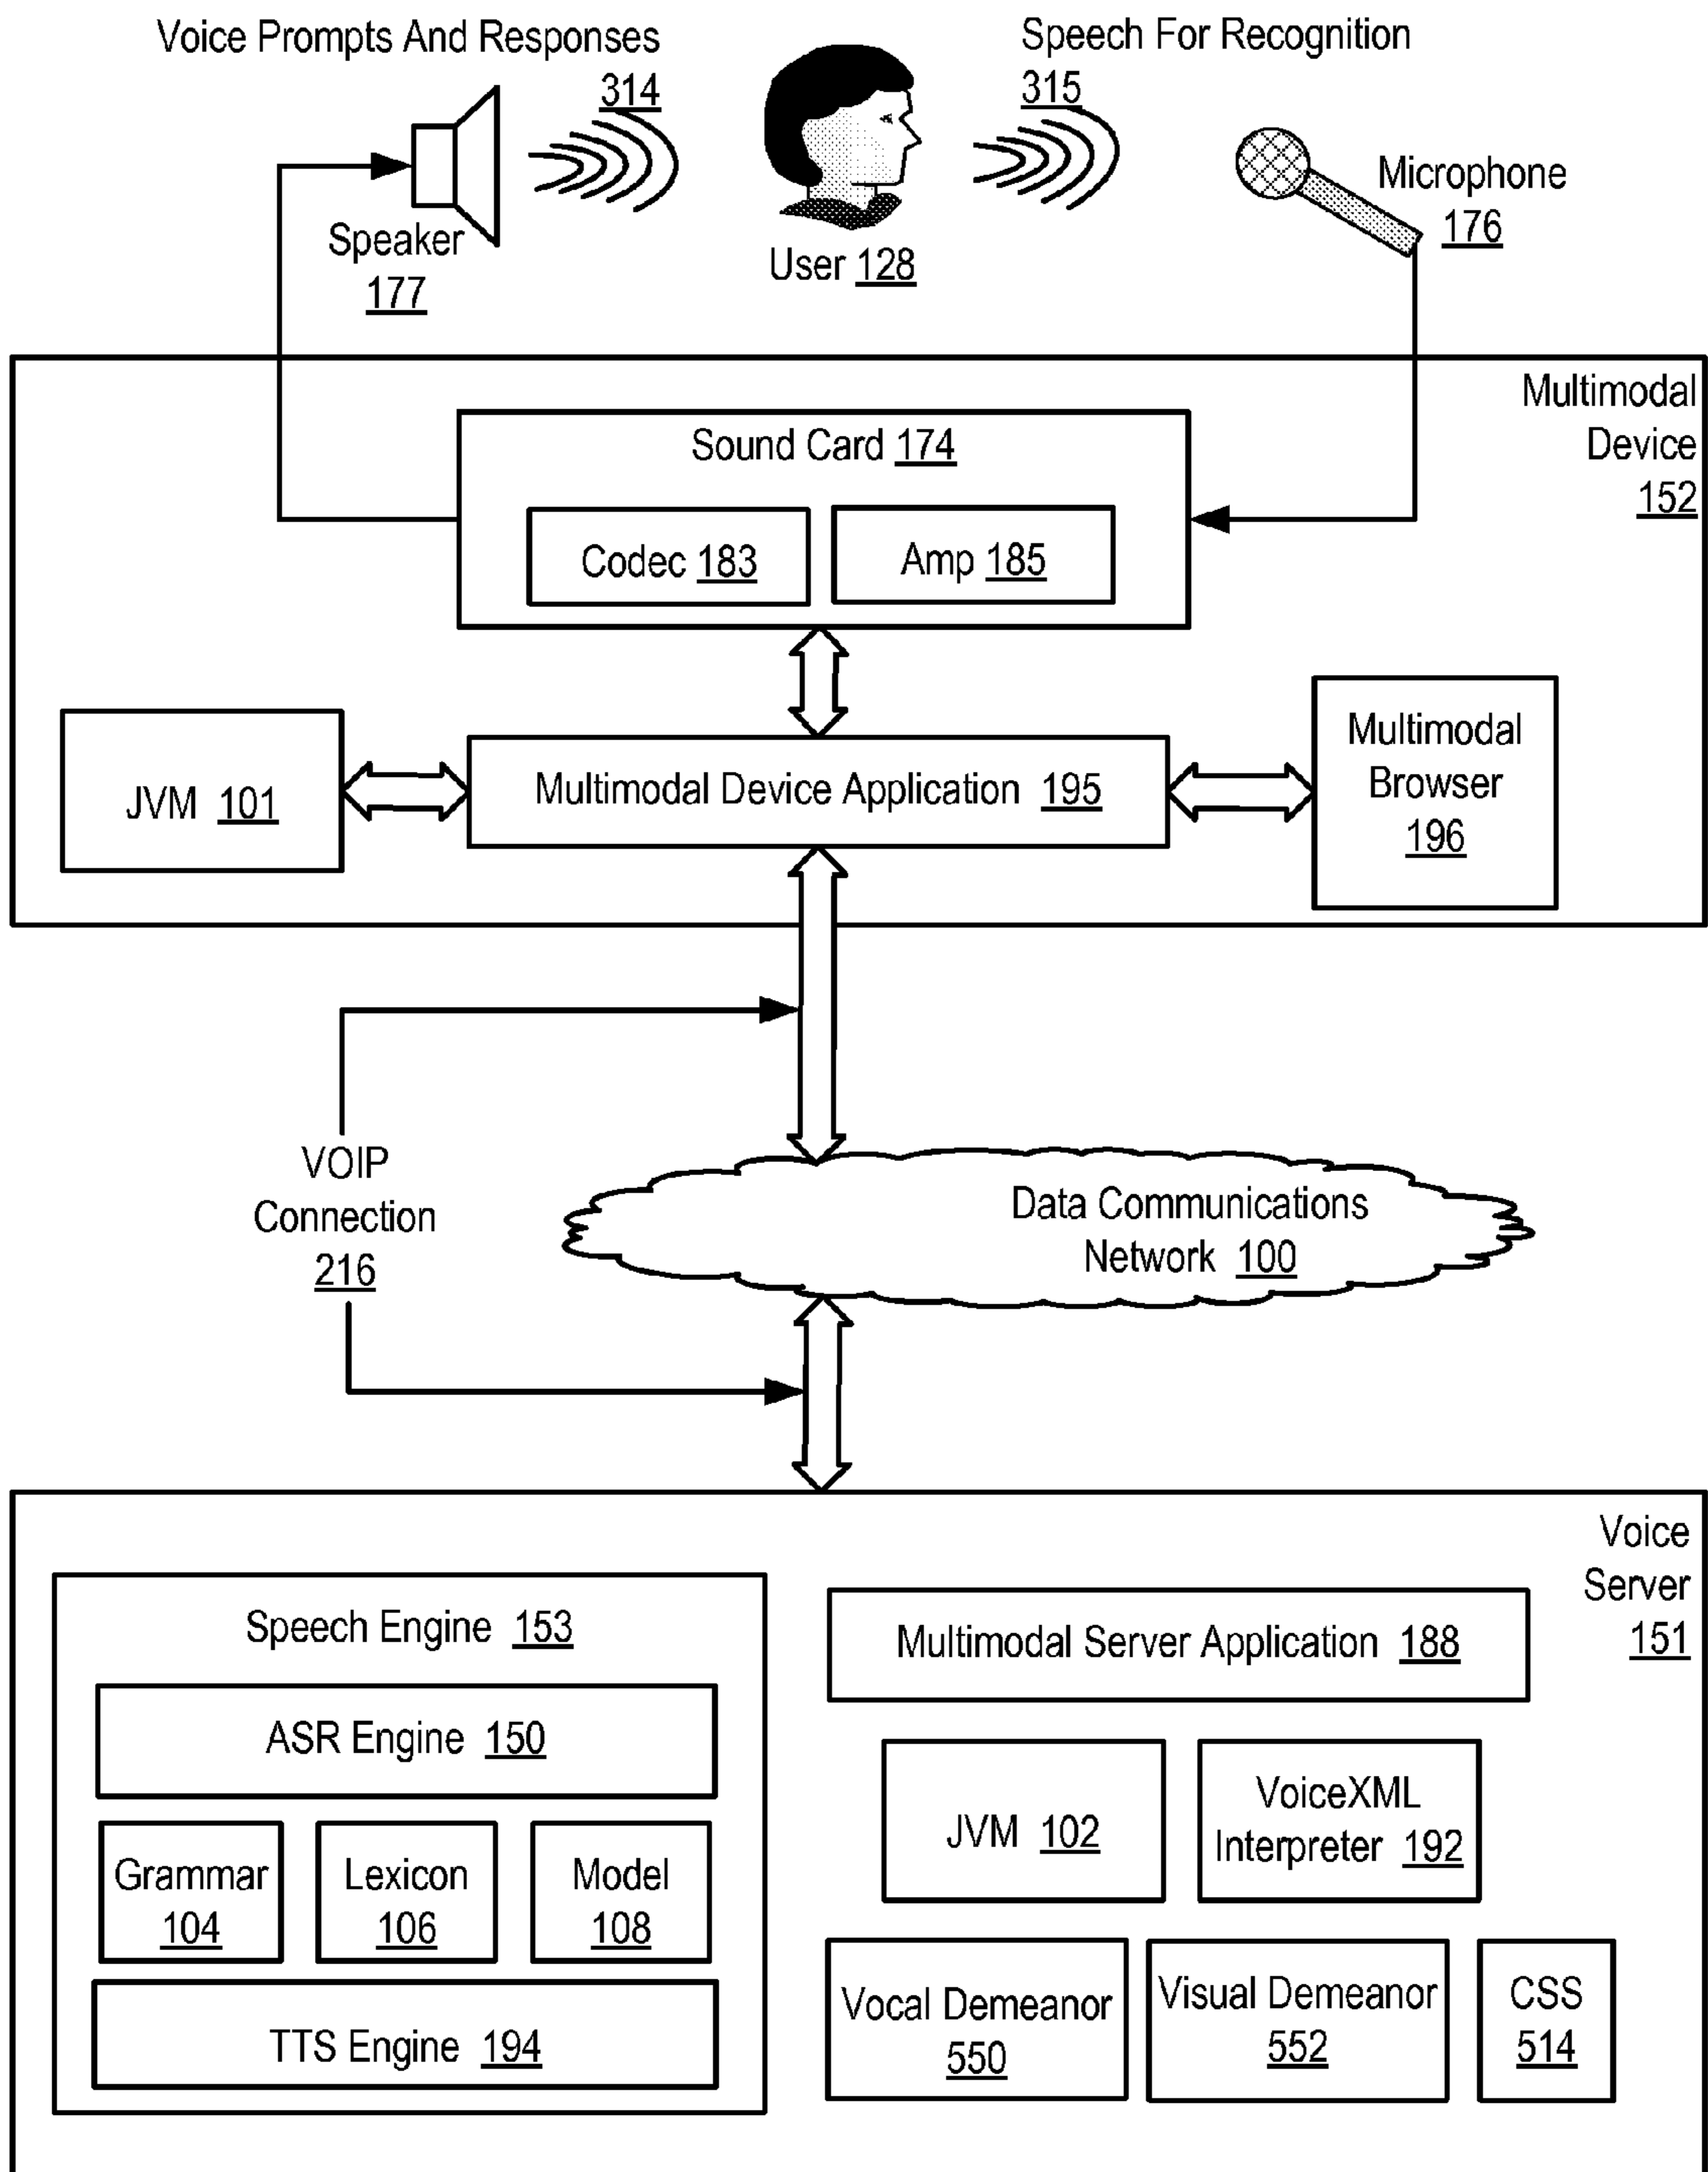 Voice Prompts And Responses
314
Speech For Recognition
315
Speaker
177
User 128
Microphone
176
Multimodal
Device
152
Sound Card 174
Codec 183
Amp 185
JVM 101
Multimodal Device Application 195
Multimodal
Browser
196
VOIP
Connection
216
Data Communications
Network 100
Voice
Server
151
Speech Engine 153
ASR Engine 150
Grammar
104
Lexicon
106
Model
108
TTS Engine 194
Multimodal Server Application 188
JVM 102
VoiceXML
Interpreter 192
Vocal Demeanor
550
Visual Demeanor
552
CSS
514